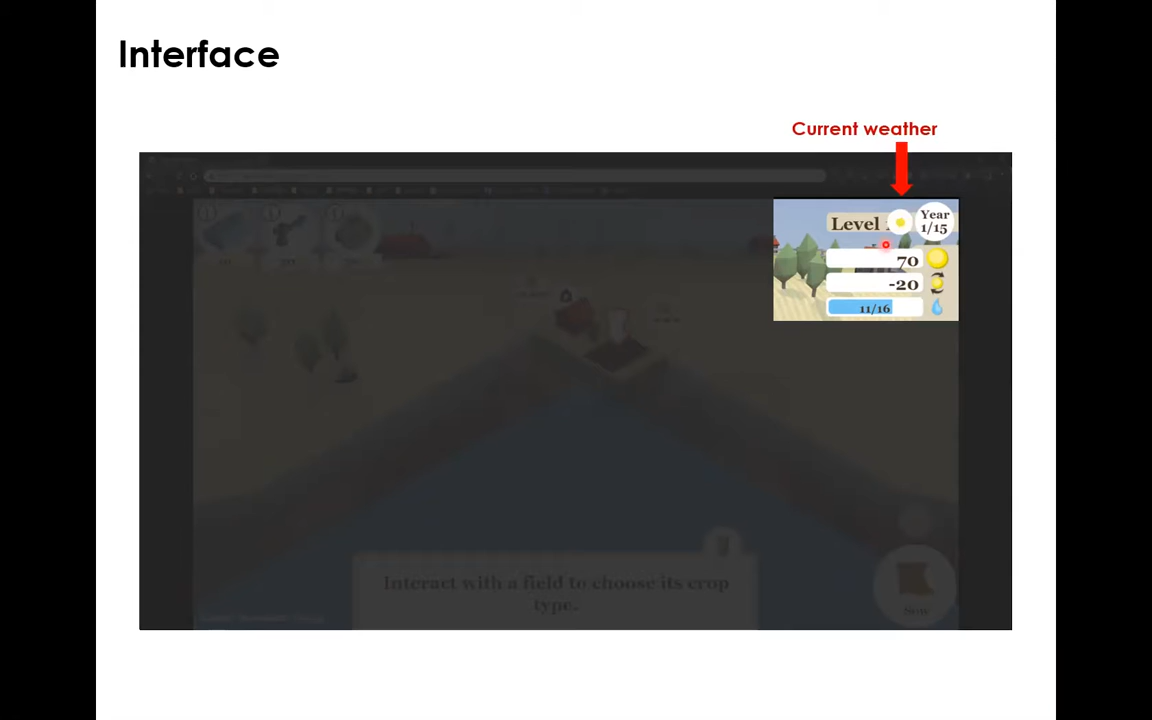 Interface
Current weather
Level
Year
1/15
70
-20
11/16
Interact with a field to choose its crop
type.